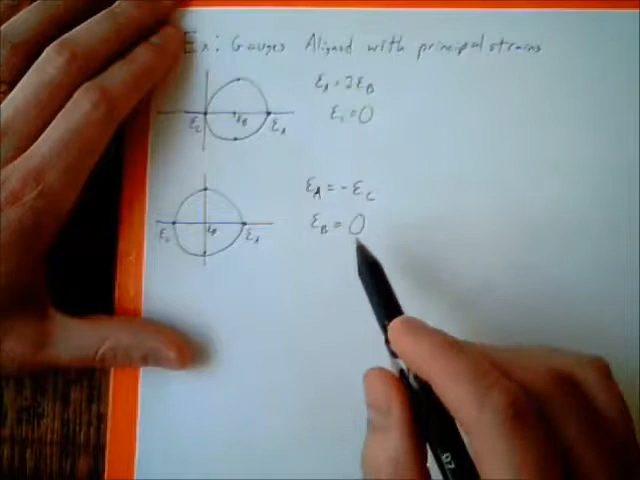 Ex: Gauges Aligned with principal strains
εA = 2εB
εc = 0
εc εB εA
εA = -εc
εB = 0
εc εB εA